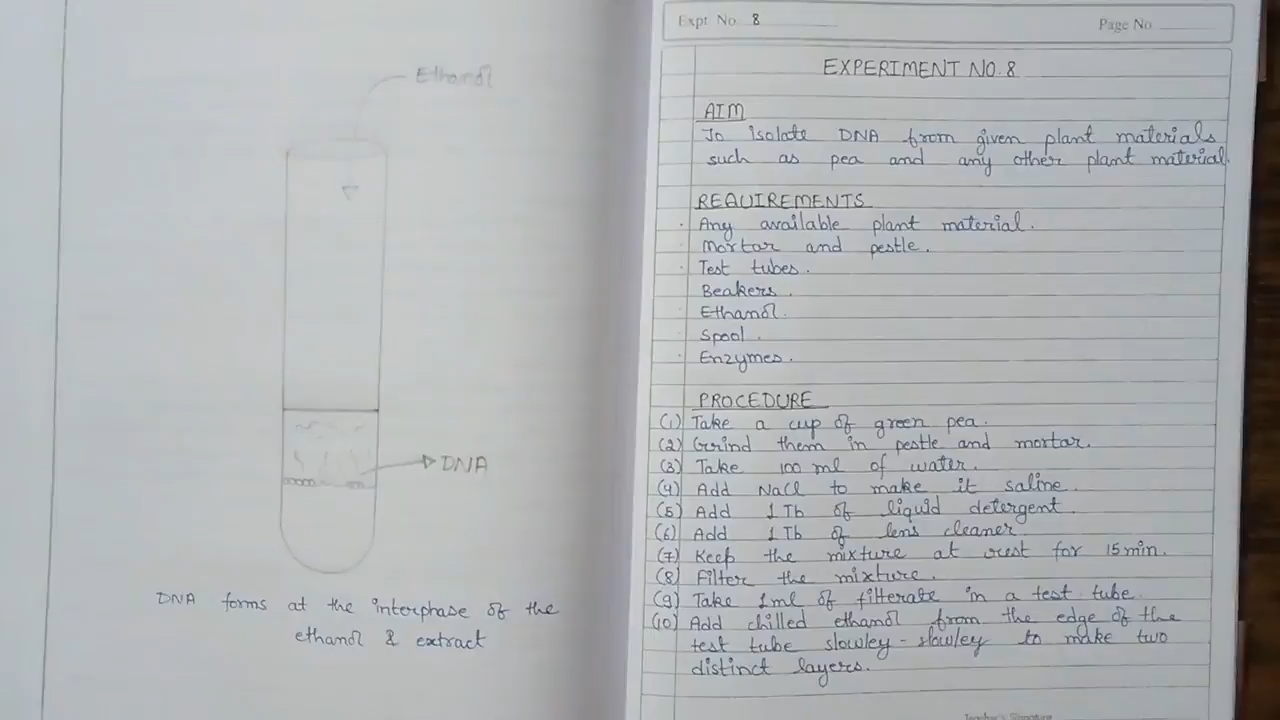 Ethanol
DNA
DNA forms at the interphase of the
ethanol & extract
Expt No. 8
Page No
EXPERIMENT NO. 8
AIM
To isolate DNA from given plant materials
such as pea and any other plant material.
REQUIREMENTS
· Any available plant material.
· Mortar and pestle.
· Test tubes.
· Beakers.
· Ethanol.
· Spool.
· Enzymes.
PROCEDURE
(1) Take a cup of green pea.
(2) Grind them in pestle and mortar.
(3) Take 100 ml of water.
(4) Add NaCl to make it saline.
(5) Add 1 Tb of liquid detergent.
(6) Add 1 Tb of lens cleaner.
(7) Keep the mixture at rest for 15 min.
(8) Filter the mixture.
(9) Take 1ml of filterate in a test tube.
(10) Add chilled ethanol from the edge of the
test tube slowley - slowley to make two
distinct layers.
Teacher's Signature